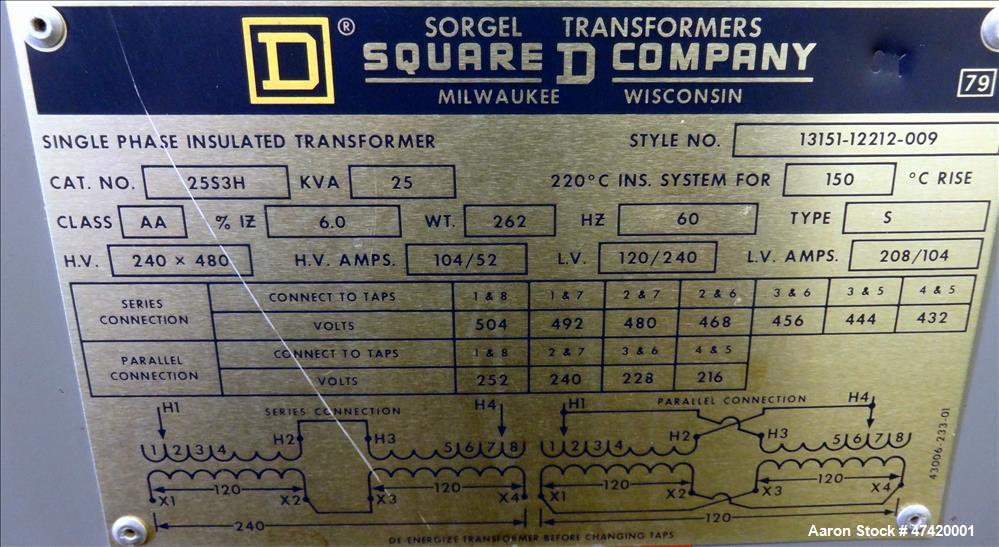 SORGEL TRANSFORMERS
D ® SQUARE D COMPANY
MILWAUKEE WISCONSIN
79
SINGLE PHASE INSULATED TRANSFORMER STYLE NO. 13151-12212-009
CAT. NO. 25S3H KVA 25 220°C INS. SYSTEM FOR 150 °C RISE
CLASS AA % IZ 6.0 WT. 262 HZ 60 TYPE S
H.V. 240 × 480 H.V. AMPS. 104/52 L.V. 120/240 L.V. AMPS. 208/104
SERIES CONNECTION CONNECT TO TAPS 1 & 8 1 & 7 2 & 7 2 & 6 3 & 6 3 & 5 4 & 5
VOLTS 504 492 480 468 456 444 432
PARALLEL CONNECTION CONNECT TO TAPS 1 & 8 2 & 7 3 & 6 4 & 5
VOLTS 252 240 228 216
H1 SERIES CONNECTION H4 H1 PARALLEL CONNECTION H4
1 2 3 4 H2 H3 5 6 7 8 1 2 3 4 H2 H3 5 6 7 8
120 120 120 120
X1 X2 X3 X4 X1 X2 X3 X4
240 120
DE-ENERGIZE TRANSFORMER BEFORE CHANGING TAPS
43006-233-01
Aaron Stock # 47420001